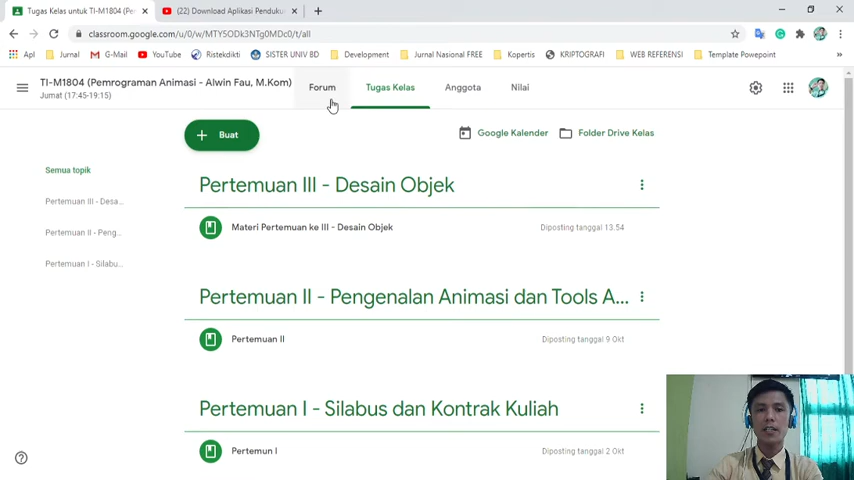 Tugas Kelas untuk TI-M1804 (Pe
(22) Download Aplikasi Penduku
classroom.google.com/u/0/w/MTY5ODk3NTg0MDc0/t/all
Apl
Jurnal
G-Mail
YouTube
Ristekdikti
SISTER UNIV BD
Development
Jurnal Nasional FREE
Kopertis
KRIPTOGRAFI
WEB REFERENSI
Template Powerpoint
TI-M1804 (Pemrograman Animasi - Alwin Fau, M.Kom)
Jumat (17:45-19:15)
Forum
Tugas Kelas
Anggota
Nilai
Buat
Google Kalender
Folder Drive Kelas
Semua topik
Pertemuan III - Desa...
Pertemuan II - Peng...
Pertemuan I - Silabu...
Pertemuan III - Desain Objek
Materi Pertemuan ke III - Desain Objek
Diposting tanggal 13.54
Pertemuan II - Pengenalan Animasi dan Tools A...
Pertemuan II
Diposting tanggal 9 Okt
Pertemuan I - Silabus dan Kontrak Kuliah
Pertemun I
Diposting tanggal 2 Okt